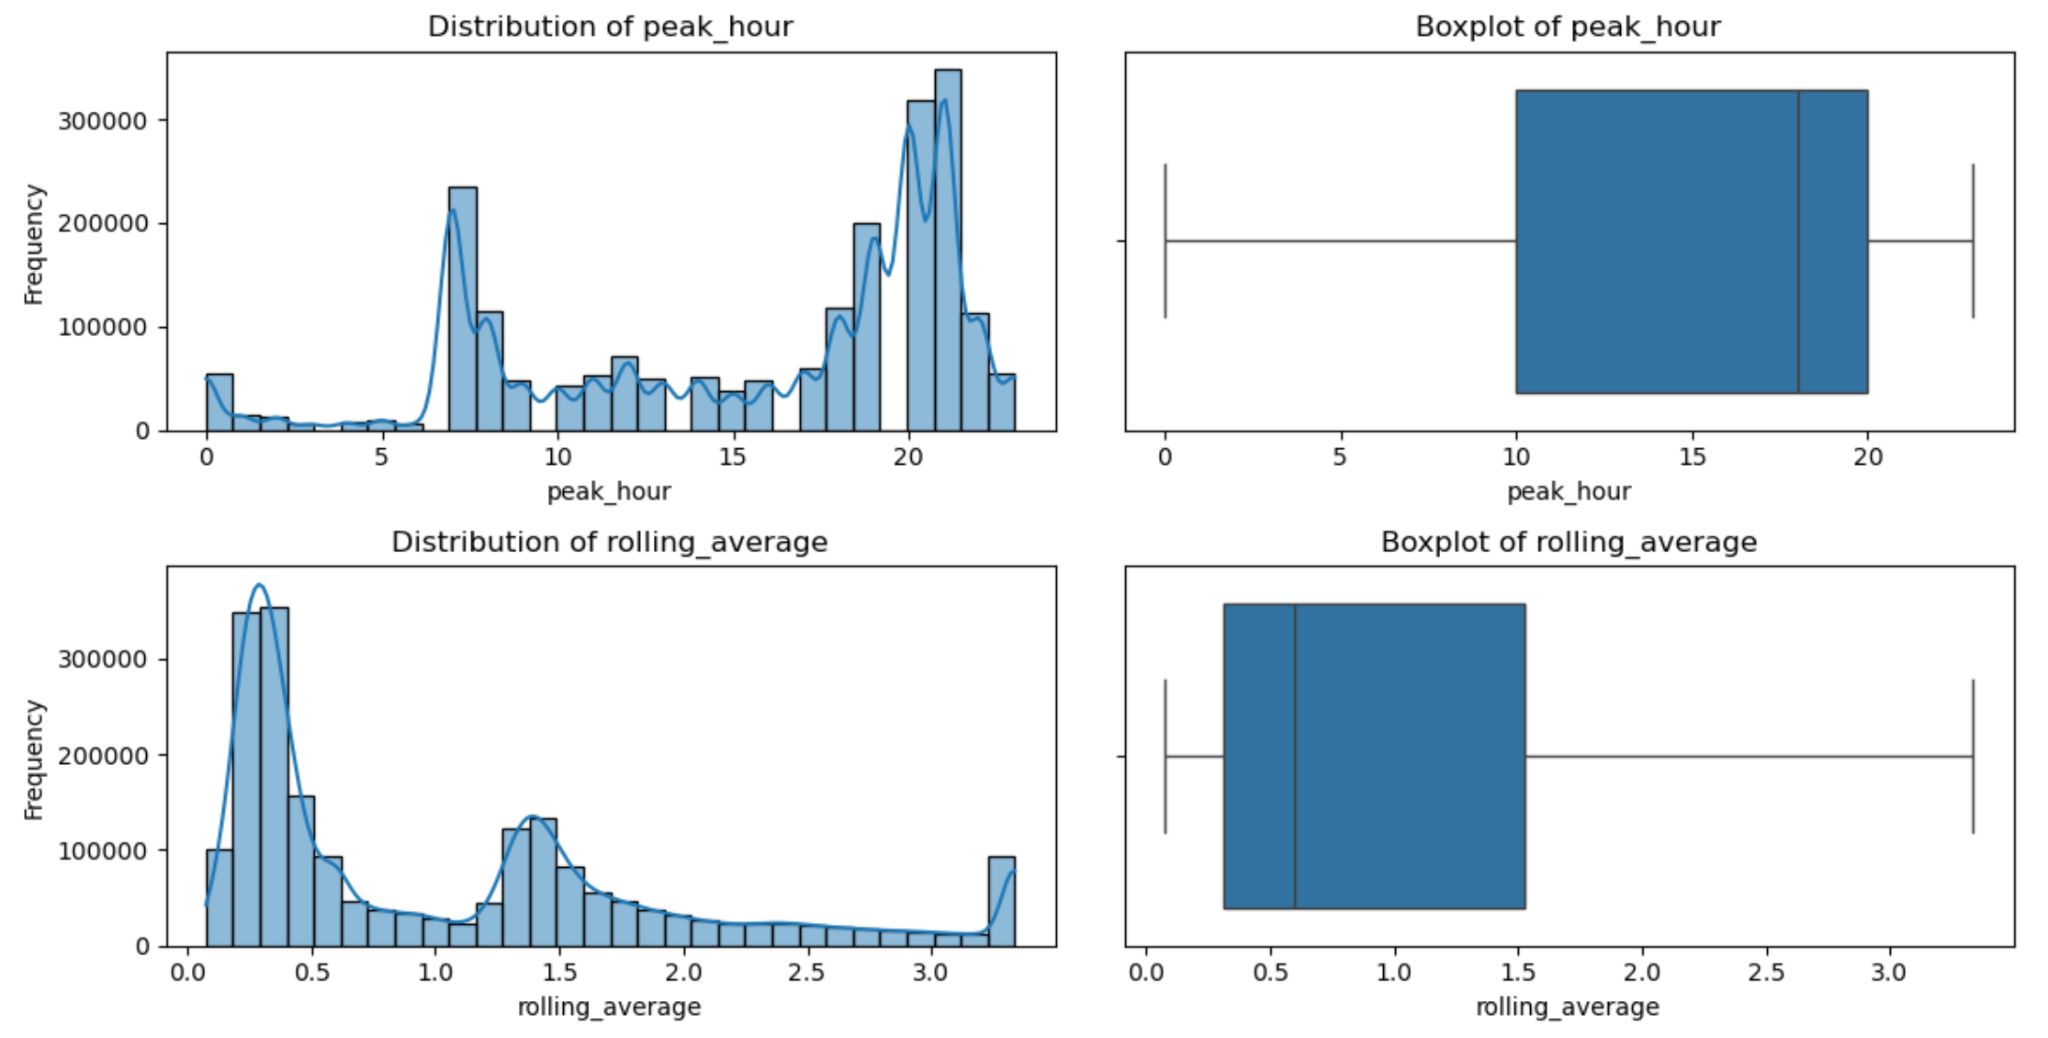 Distribution of peak_hour
Frequency
300000
200000
100000
0
0 5 10 15 20
peak_hour
Boxplot of peak_hour
0 5 10 15 20
peak_hour
Distribution of rolling_average
Frequency
300000
200000
100000
0
0.0 0.5 1.0 1.5 2.0 2.5 3.0
rolling_average
Boxplot of rolling_average
0.0 0.5 1.0 1.5 2.0 2.5 3.0
rolling_average